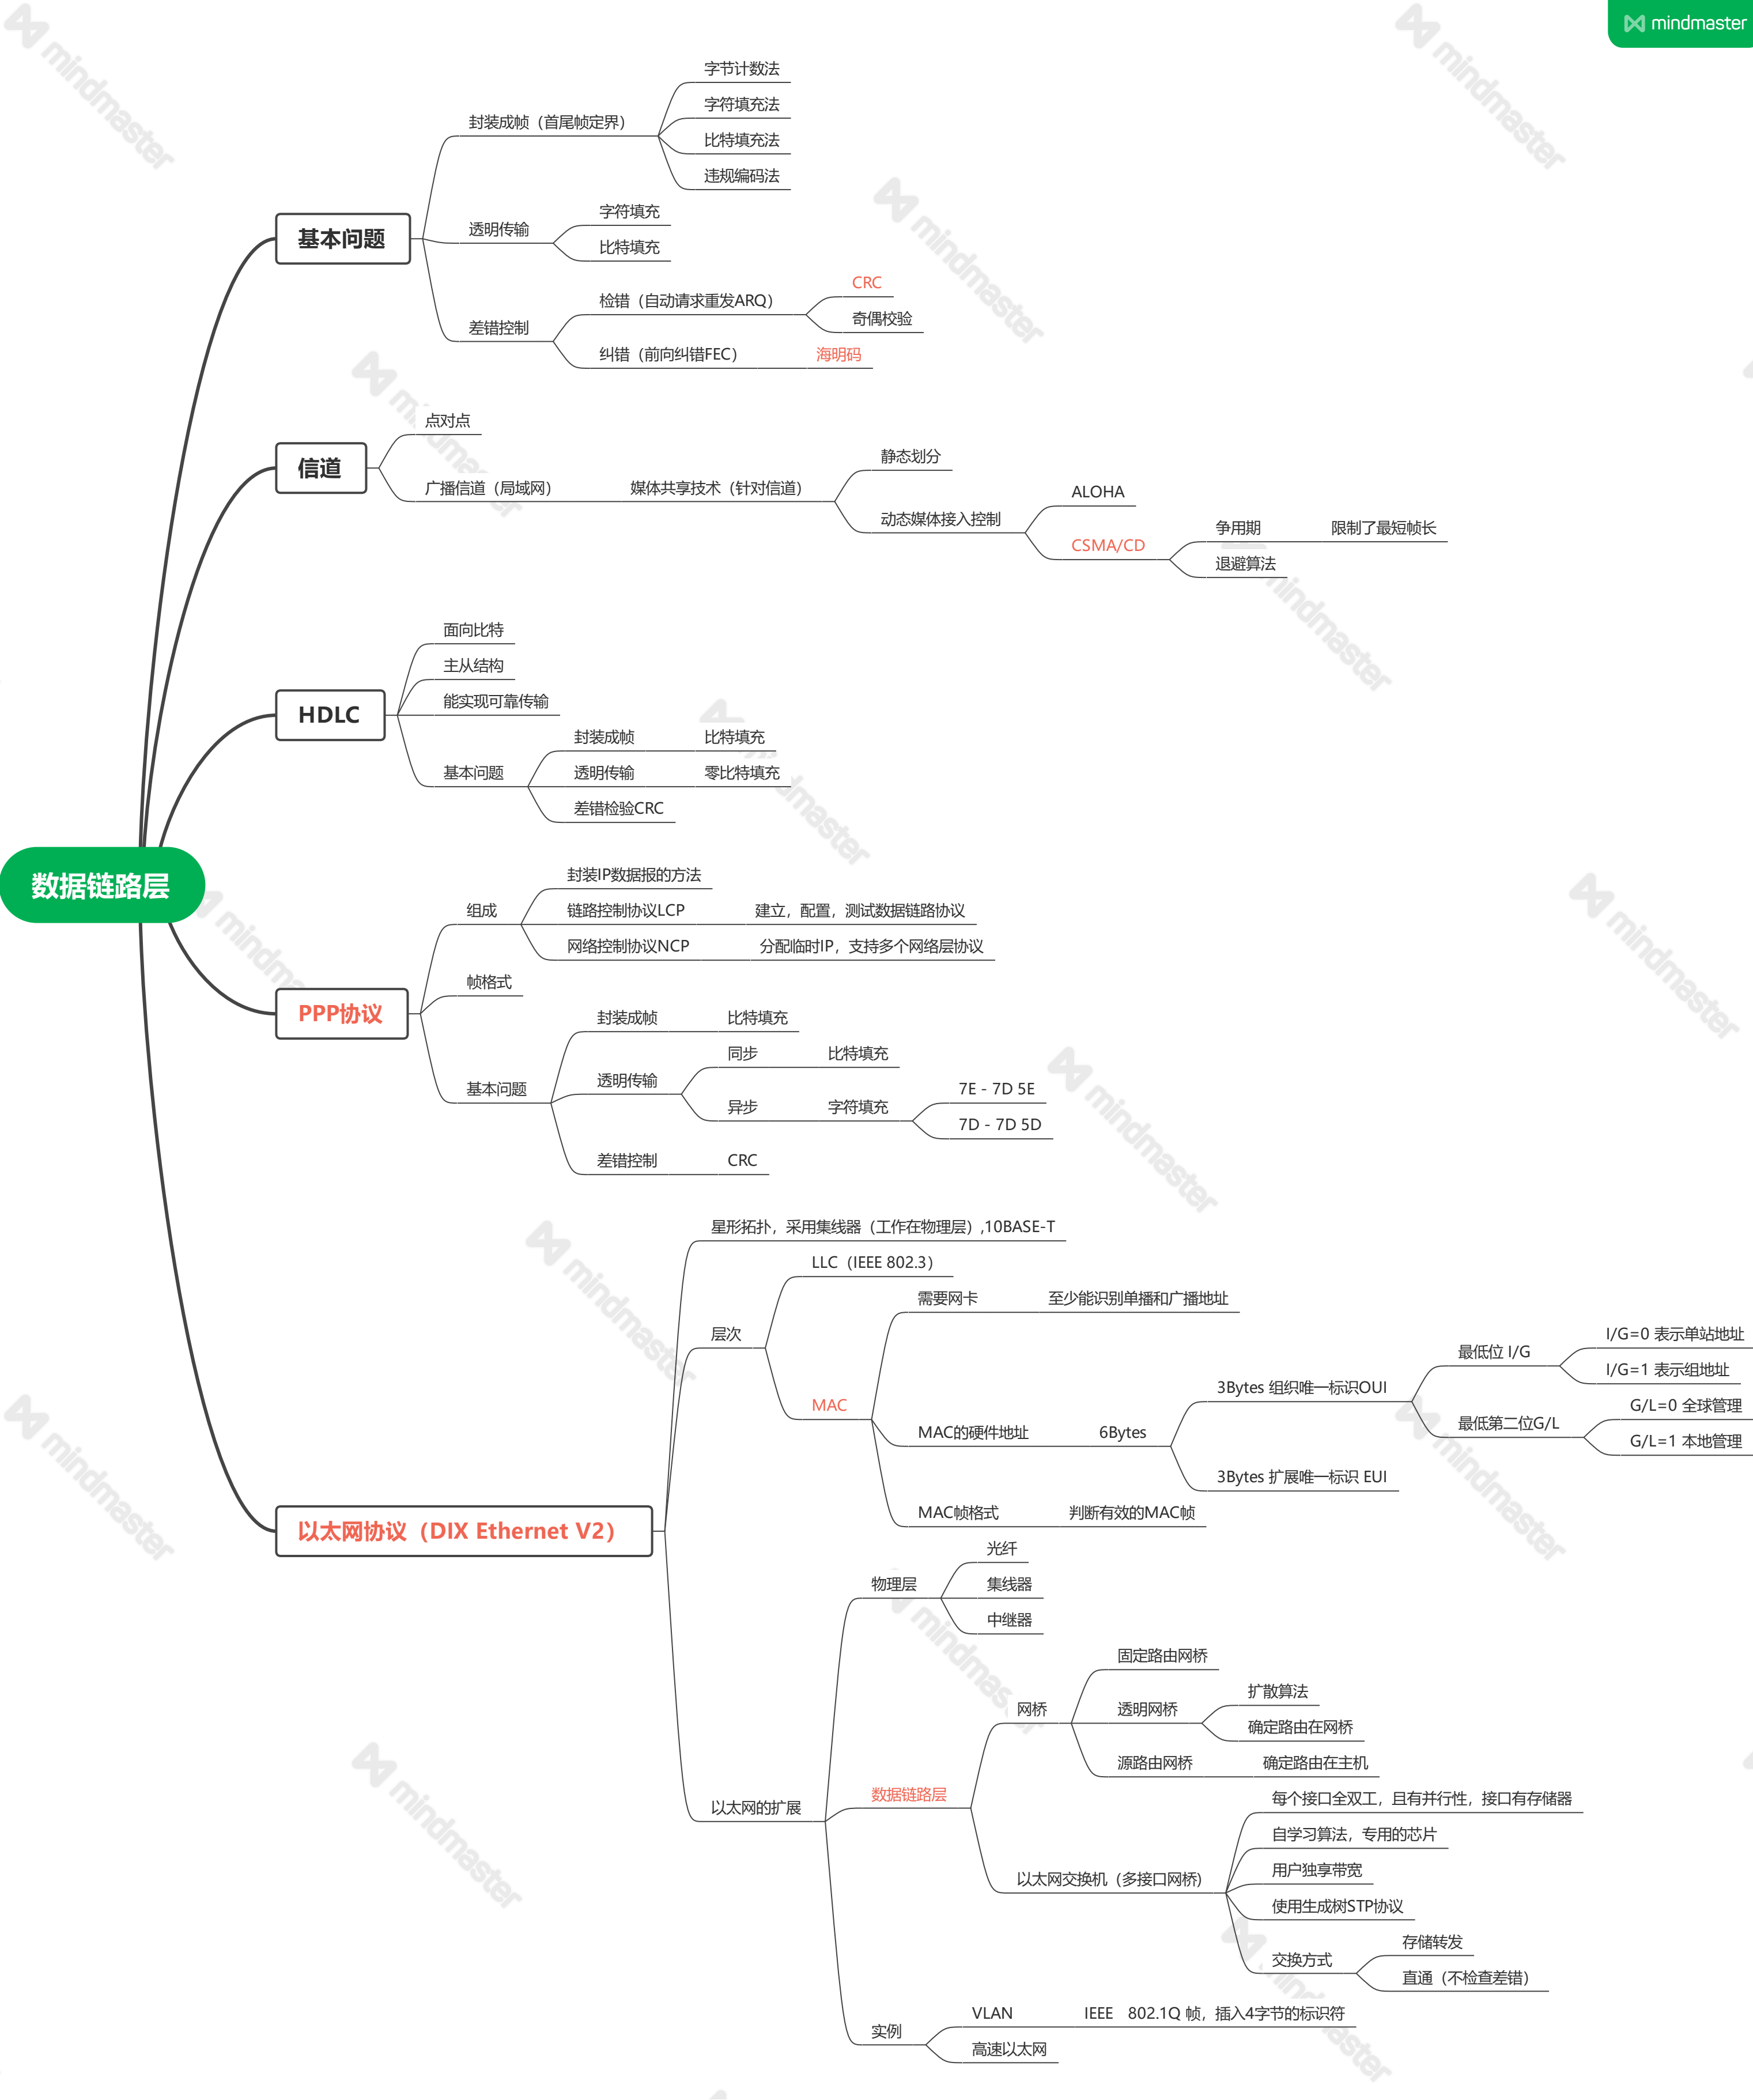 mindmaster
数据链路层
基本问题
封装成帧（首尾帧定界）
字节计数法
字符填充法
比特填充法
违规编码法
透明传输
字符填充
比特填充
差错控制
检错（自动请求重发ARQ）
CRC
奇偶校验
纠错（前向纠错FEC）
海明码
信道
点对点
广播信道（局域网）
媒体共享技术（针对信道）
静态划分
动态媒体接入控制
ALOHA
CSMA/CD
争用期
限制了最短帧长
退避算法
HDLC
面向比特
主从结构
能实现可靠传输
基本问题
封装成帧
比特填充
透明传输
零比特填充
差错检验CRC
PPP协议
组成
封装IP数据报的方法
链路控制协议LCP
建立，配置，测试数据链路协议
网络控制协议NCP
分配临时IP，支持多个网络层协议
帧格式
基本问题
封装成帧
比特填充
透明传输
同步
比特填充
异步
字符填充
7E - 7D 5E
7D - 7D 5D
差错控制
CRC
以太网协议（DIX Ethernet V2）
星形拓扑，采用集线器（工作在物理层）,10BASE-T
层次
LLC（IEEE 802.3）
MAC
需要网卡
至少能识别单播和广播地址
MAC的硬件地址
6Bytes
3Bytes 组织唯一标识OUI
最低位 I/G
I/G=0 表示单站地址
I/G=1 表示组地址
最低第二位G/L
G/L=0 全球管理
G/L=1 本地管理
3Bytes 扩展唯一标识 EUI
MAC帧格式
判断有效的MAC帧
以太网的扩展
物理层
光纤
集线器
中继器
数据链路层
网桥
固定路由网桥
透明网桥
扩散算法
确定路由在网桥
源路由网桥
确定路由在主机
以太网交换机（多接口网桥）
每个接口全双工，且有并行性，接口有存储器
自学习算法，专用的芯片
用户独享带宽
使用生成树STP协议
交换方式
存储转发
直通（不检查差错）
实例
VLAN
IEEE 802.1Q 帧，插入4字节的标识符
高速以太网